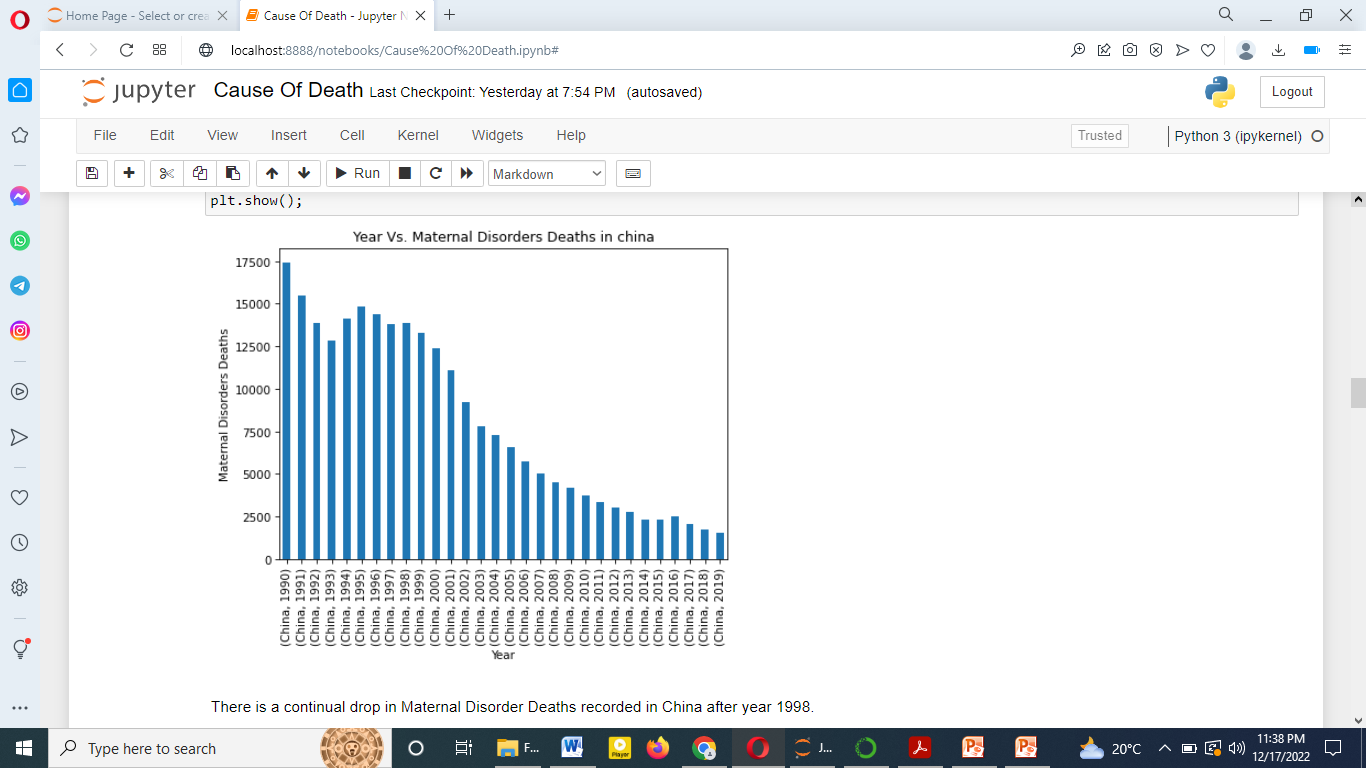 Home Page - Select or crea
Cause Of Death - Jupyter N
localhost:8888/notebooks/Cause%20Of%20Death.ipynb#
jupyter Cause Of Death Last Checkpoint: Yesterday at 7:54 PM (autosaved)
Logout
File Edit View Insert Cell Kernel Widgets Help
Trusted
Python 3 (ipykernel)
Run
Markdown
plt.show();
Year Vs. Maternal Disorders Deaths in china
Maternal Disorders Deaths
17500
15000
12500
10000
7500
5000
2500
0
(China, 1990)
(China, 1991)
(China, 1992)
(China, 1993)
(China, 1994)
(China, 1995)
(China, 1996)
(China, 1997)
(China, 1998)
(China, 1999)
(China, 2000)
(China, 2001)
(China, 2002)
(China, 2003)
(China, 2004)
(China, 2005)
(China, 2006)
(China, 2007)
(China, 2008)
(China, 2009)
(China, 2010)
(China, 2011)
(China, 2012)
(China, 2013)
(China, 2014)
(China, 2015)
(China, 2016)
(China, 2017)
(China, 2018)
(China, 2019)
Year
There is a continual drop in Maternal Disorder Deaths recorded in China after year 1998.
Type here to search
F...
W
Player
J...
P
P
20°C
11:38 PM
12/17/2022